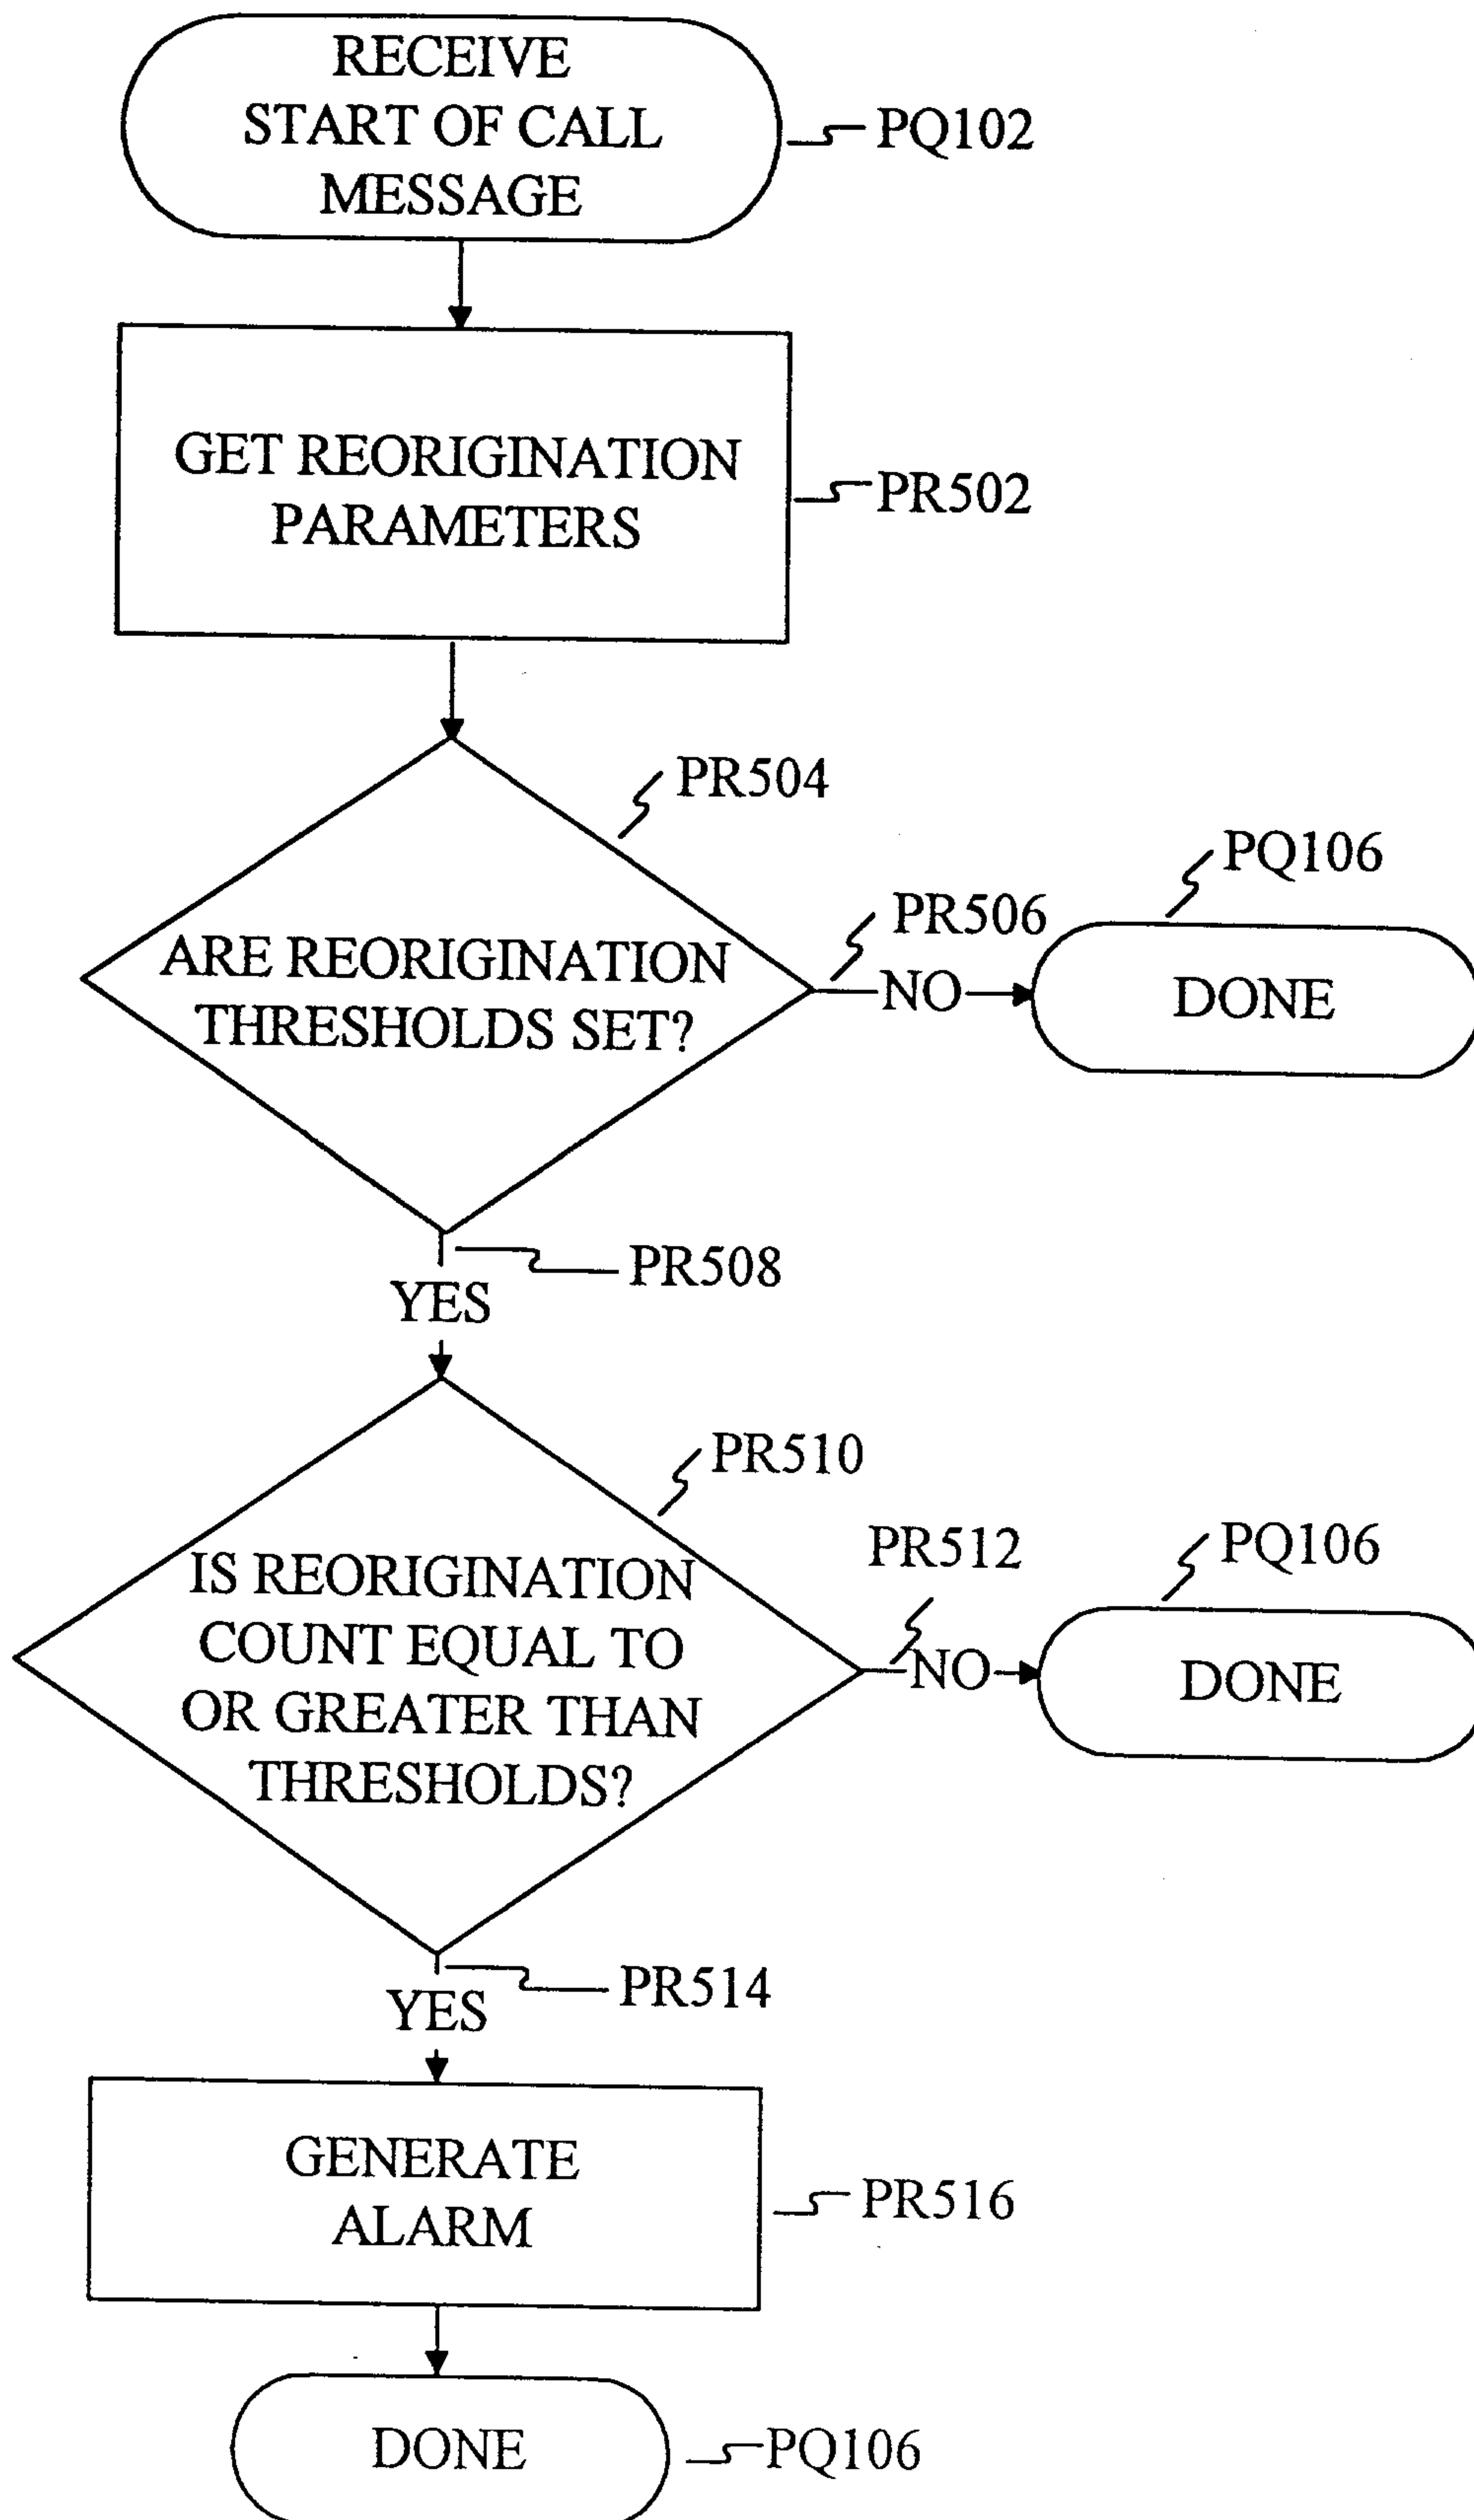 RECEIVE
START OF CALL
MESSAGE
PQ102
GET REORIGINATION
PARAMETERS
PR502
PR504
ARE REORIGINATION
THRESHOLDS SET?
PR506
NO
PQ106
DONE
PR508
YES
PR510
IS REORIGINATION
COUNT EQUAL TO
OR GREATER THAN
THRESHOLDS?
PR512
NO
PQ106
DONE
PR514
YES
GENERATE
ALARM
PR516
DONE
PQ106